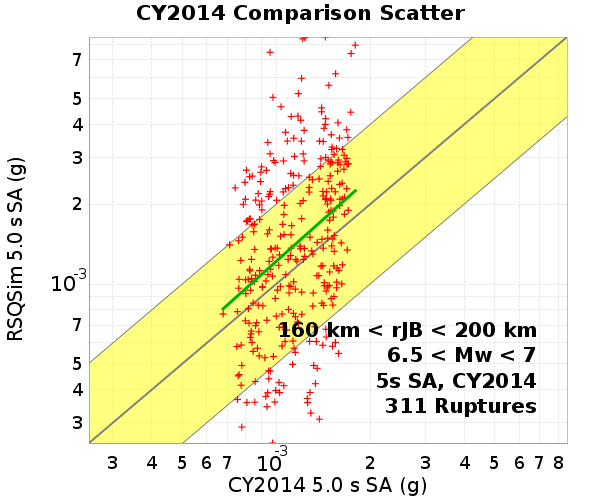 CY2014 Comparison Scatter
RSQSim 5.0 s SA (g)
7
5
4
3
2
10-3
7
5
4
3
160 km < rJB < 200 km
6.5 < Mw < 7
5s SA, CY2014
311 Ruptures
3 4 5 6 7 10-3 2 3 4 5 6 7 8
CY2014 5.0 s SA (g)